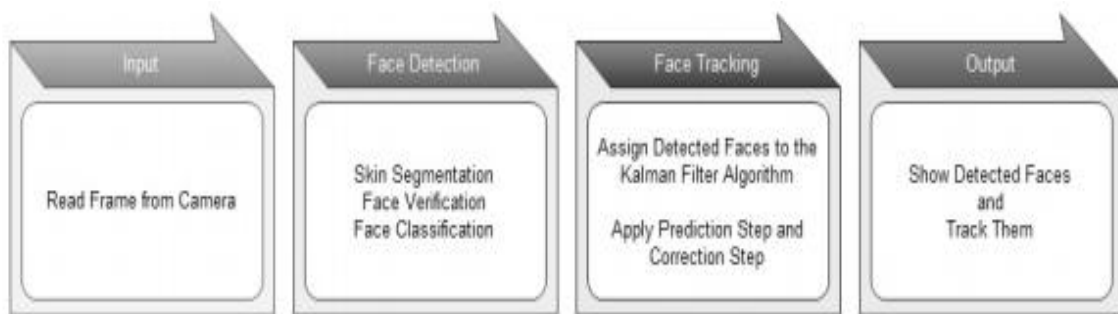 Input
Read Frame from Camera
Face Detection
Skin Segmentation
Face Verification
Face Classification
Face Tracking
Assign Detected Faces to the
Kalman Filter Algorithm
Apply Prediction Step and
Correction Step
Output
Show Detected Faces
and
Track Them